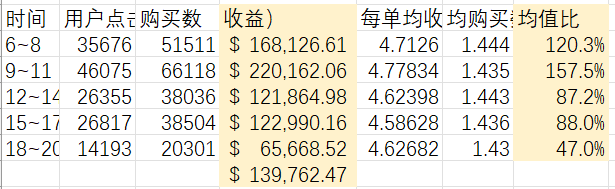 时间 用户点击 购买数 收益） 每单均收 均购买数 均值比
6~8 35676 51511 $ 168,126.61 4.7126 1.444 120.3%
9~11 46075 66118 $ 220,162.06 4.77834 1.435 157.5%
12~14 26355 38036 $ 121,864.98 4.62398 1.443 87.2%
15~17 26817 38504 $ 122,990.16 4.58628 1.436 88.0%
18~20 14193 20301 $ 65,668.52 4.62682 1.43 47.0%
$ 139,762.47